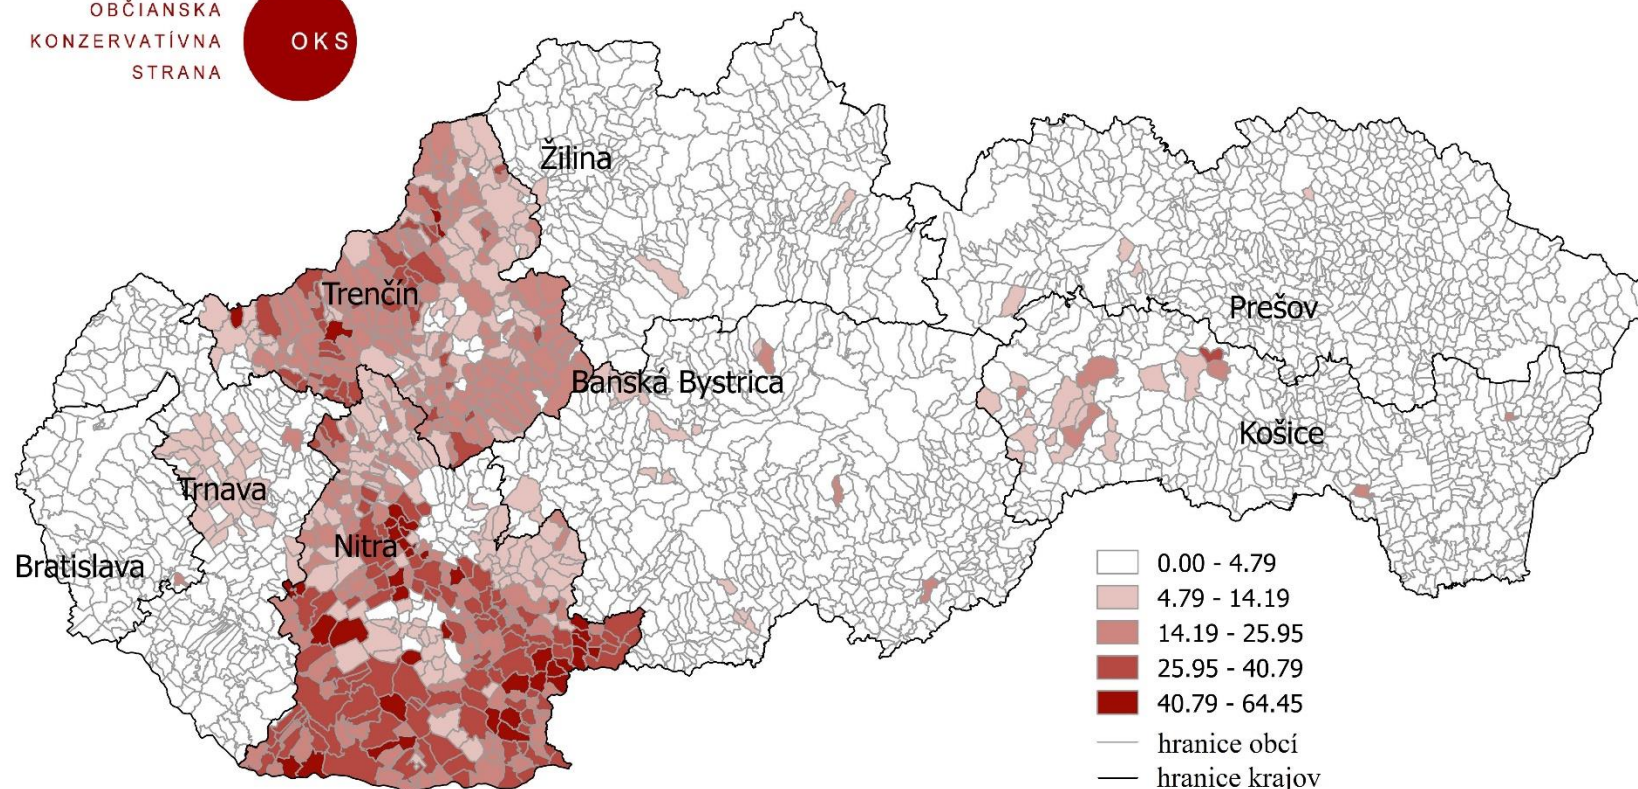 OBČIANSKA
KONZERVATÍVNA
STRANA
OKS
Žilina
Trenčín
Prešov
Banská Bystrica
Košice
Trnava
Nitra
Bratislava
0.00 - 4.79
4.79 - 14.19
14.19 - 25.95
25.95 - 40.79
40.79 - 64.45
hranice obcí
hranice krajov